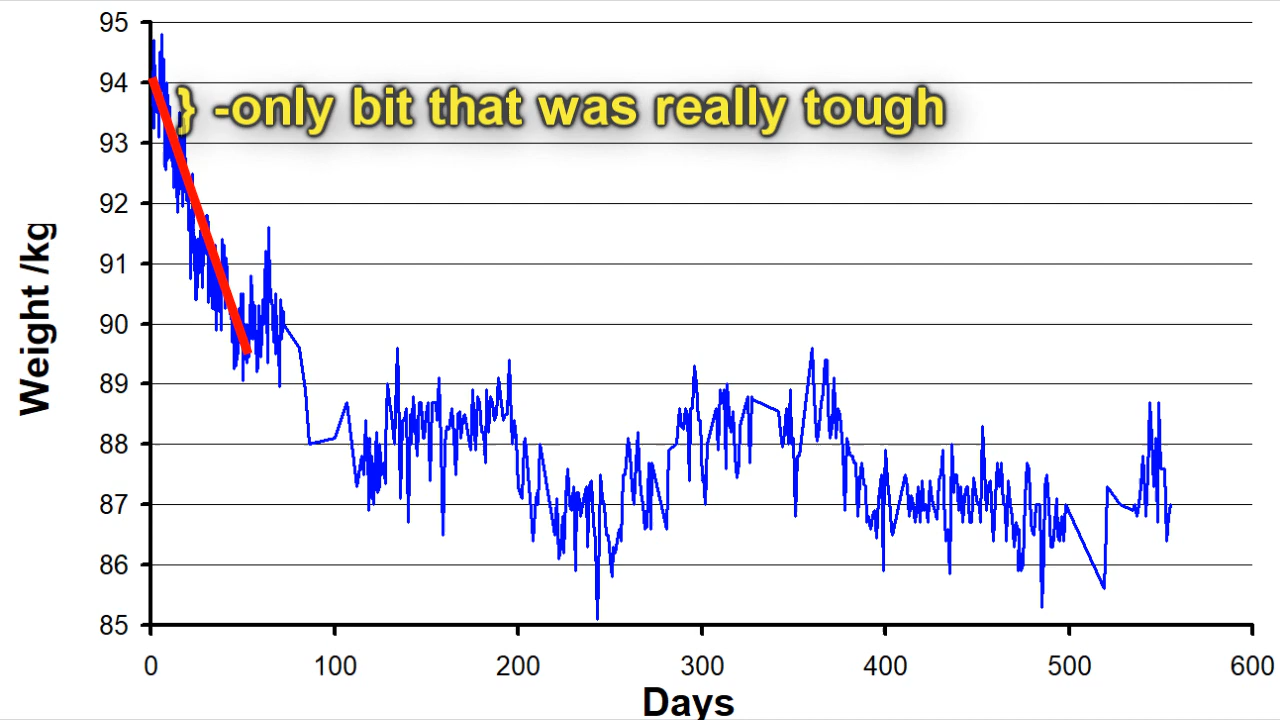 95
94
93
92
91
90
89
88
87
86
85
Weight /kg
} -only bit that was really tough
0 100 200 300 400 500 600
Days